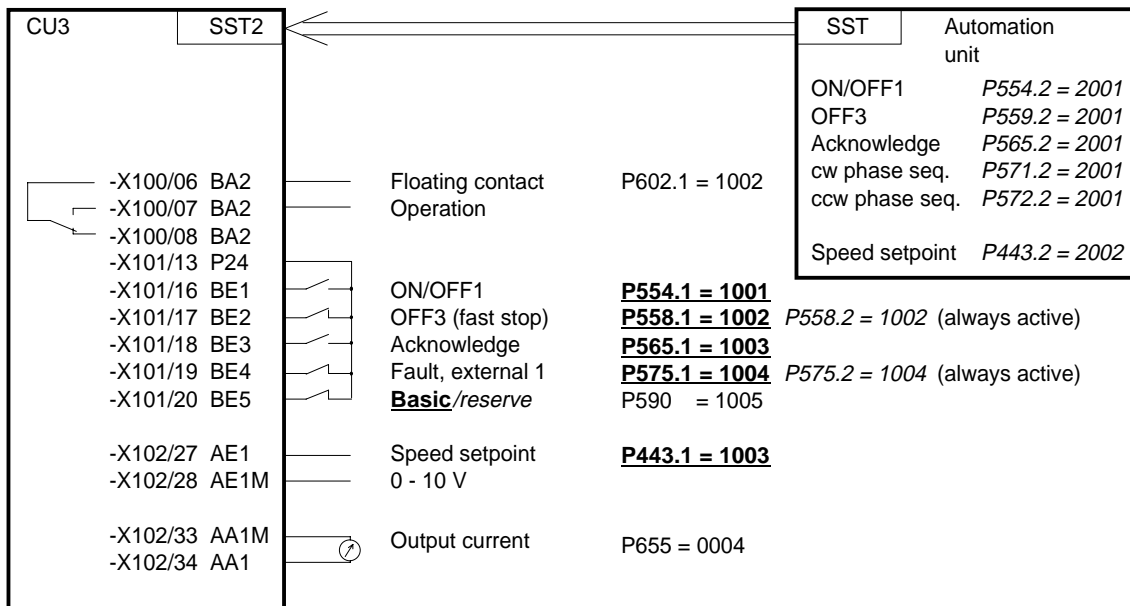 CU3 SST2 SST Automation
unit
ON/OFF1 P554.2 = 2001
OFF3 P559.2 = 2001
Acknowledge P565.2 = 2001
cw phase seq. P571.2 = 2001
ccw phase seq. P572.2 = 2001
Speed setpoint P443.2 = 2002
-X100/06 BA2 Floating contact P602.1 = 1002
-X100/07 BA2 Operation
-X100/08 BA2
-X101/13 P24
-X101/16 BE1 ON/OFF1 P554.1 = 1001
-X101/17 BE2 OFF3 (fast stop) P558.1 = 1002 P558.2 = 1002 (always active)
-X101/18 BE3 Acknowledge P565.1 = 1003
-X101/19 BE4 Fault, external 1 P575.1 = 1004 P575.2 = 1004 (always active)
-X101/20 BE5 Basic/reserve P590 = 1005
-X102/27 AE1 Speed setpoint P443.1 = 1003
-X102/28 AE1M 0 - 10 V
-X102/33 AA1M Output current P655 = 0004
-X102/34 AA1